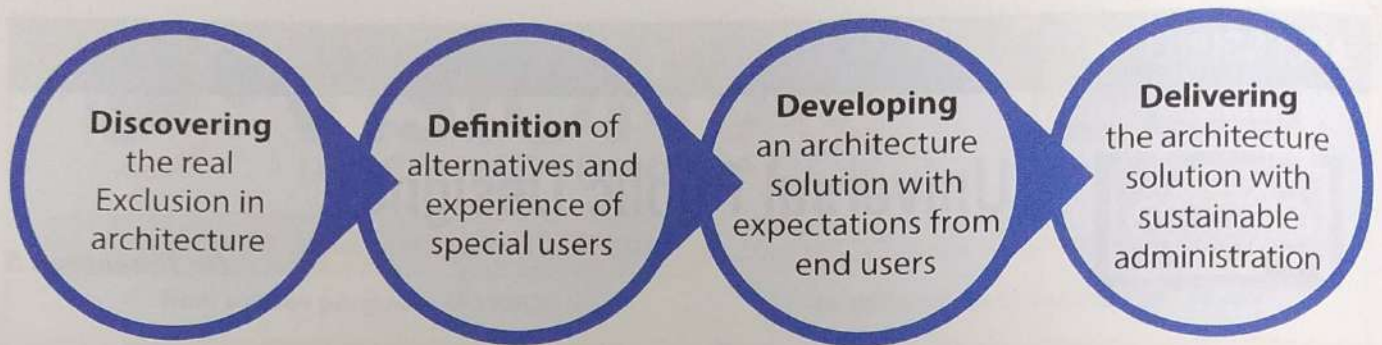 Discovering
the real
Exclusion in
architecture
Definition of
alternatives and
experience of
special users
Developing
an architecture
solution with
expectations from
end users
Delivering
the architecture
solution with
sustainable
administration